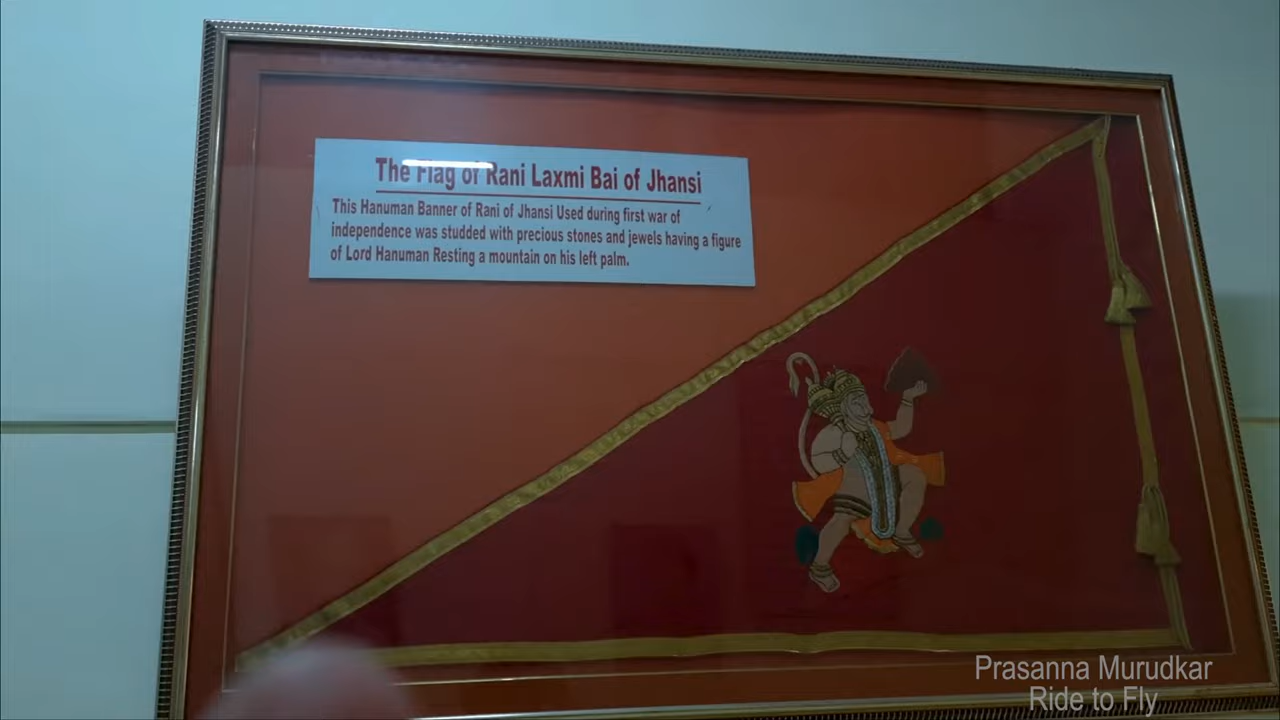 The Flag of Rani Laxmi Bai of Jhansi
This Hanuman Banner of Rani of Jhansi Used during first war of
independence was studded with precious stones and jewels having a figure
of Lord Hanuman Resting a mountain on his left palm.
Prasanna Murudkar
Ride to Fly